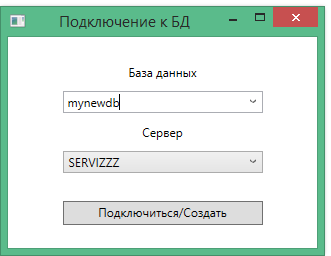 Подключение к БД
База данных
mynewdb
Сервер
SERVIZZZ
Подключиться/Создать